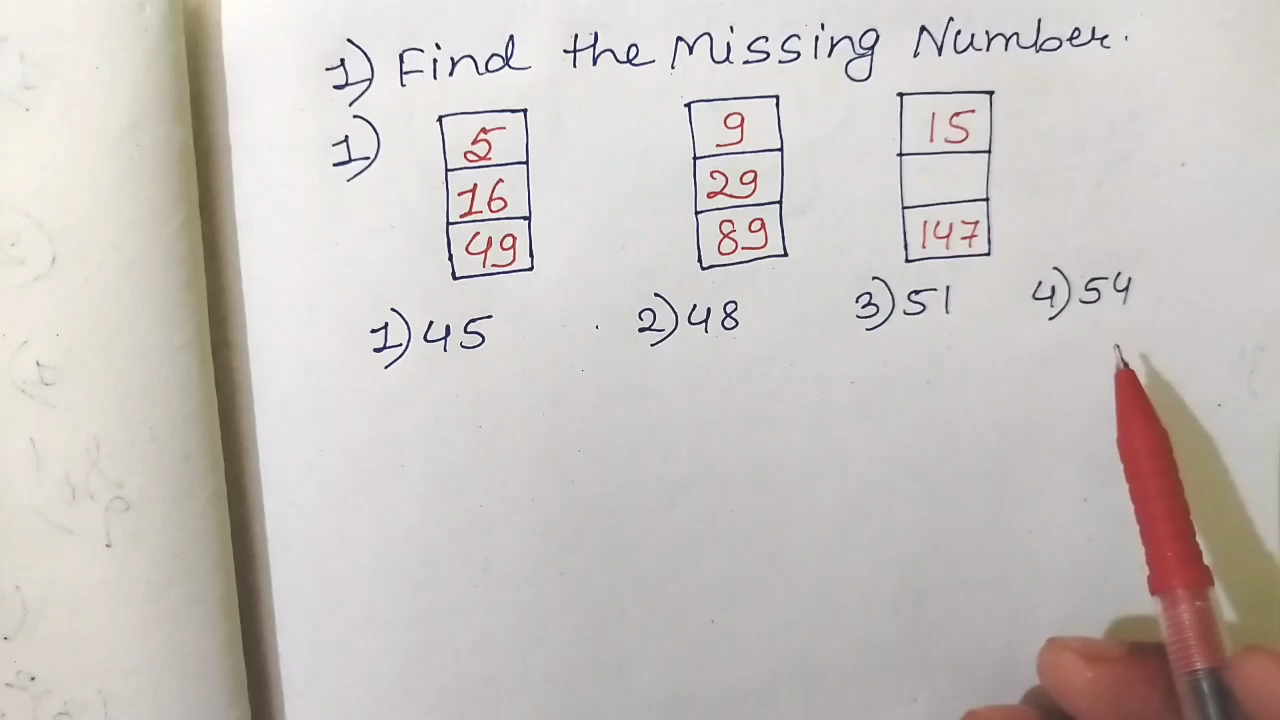 1) Find the Missing Number.
1)
5 9 15
16 29
49 89 147
1) 45 2) 48 3) 51 4) 54